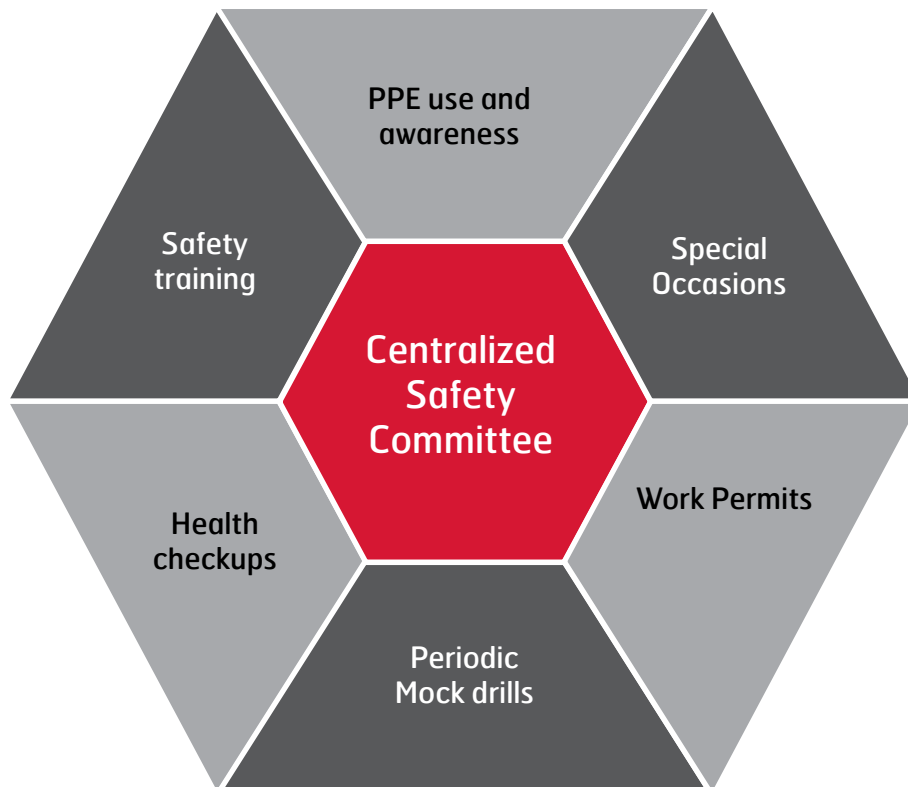 PPE use and
awareness
Safety
training
Special
Occasions
Centralized
Safety
Committee
Health
checkups
Work Permits
Periodic
Mock drills